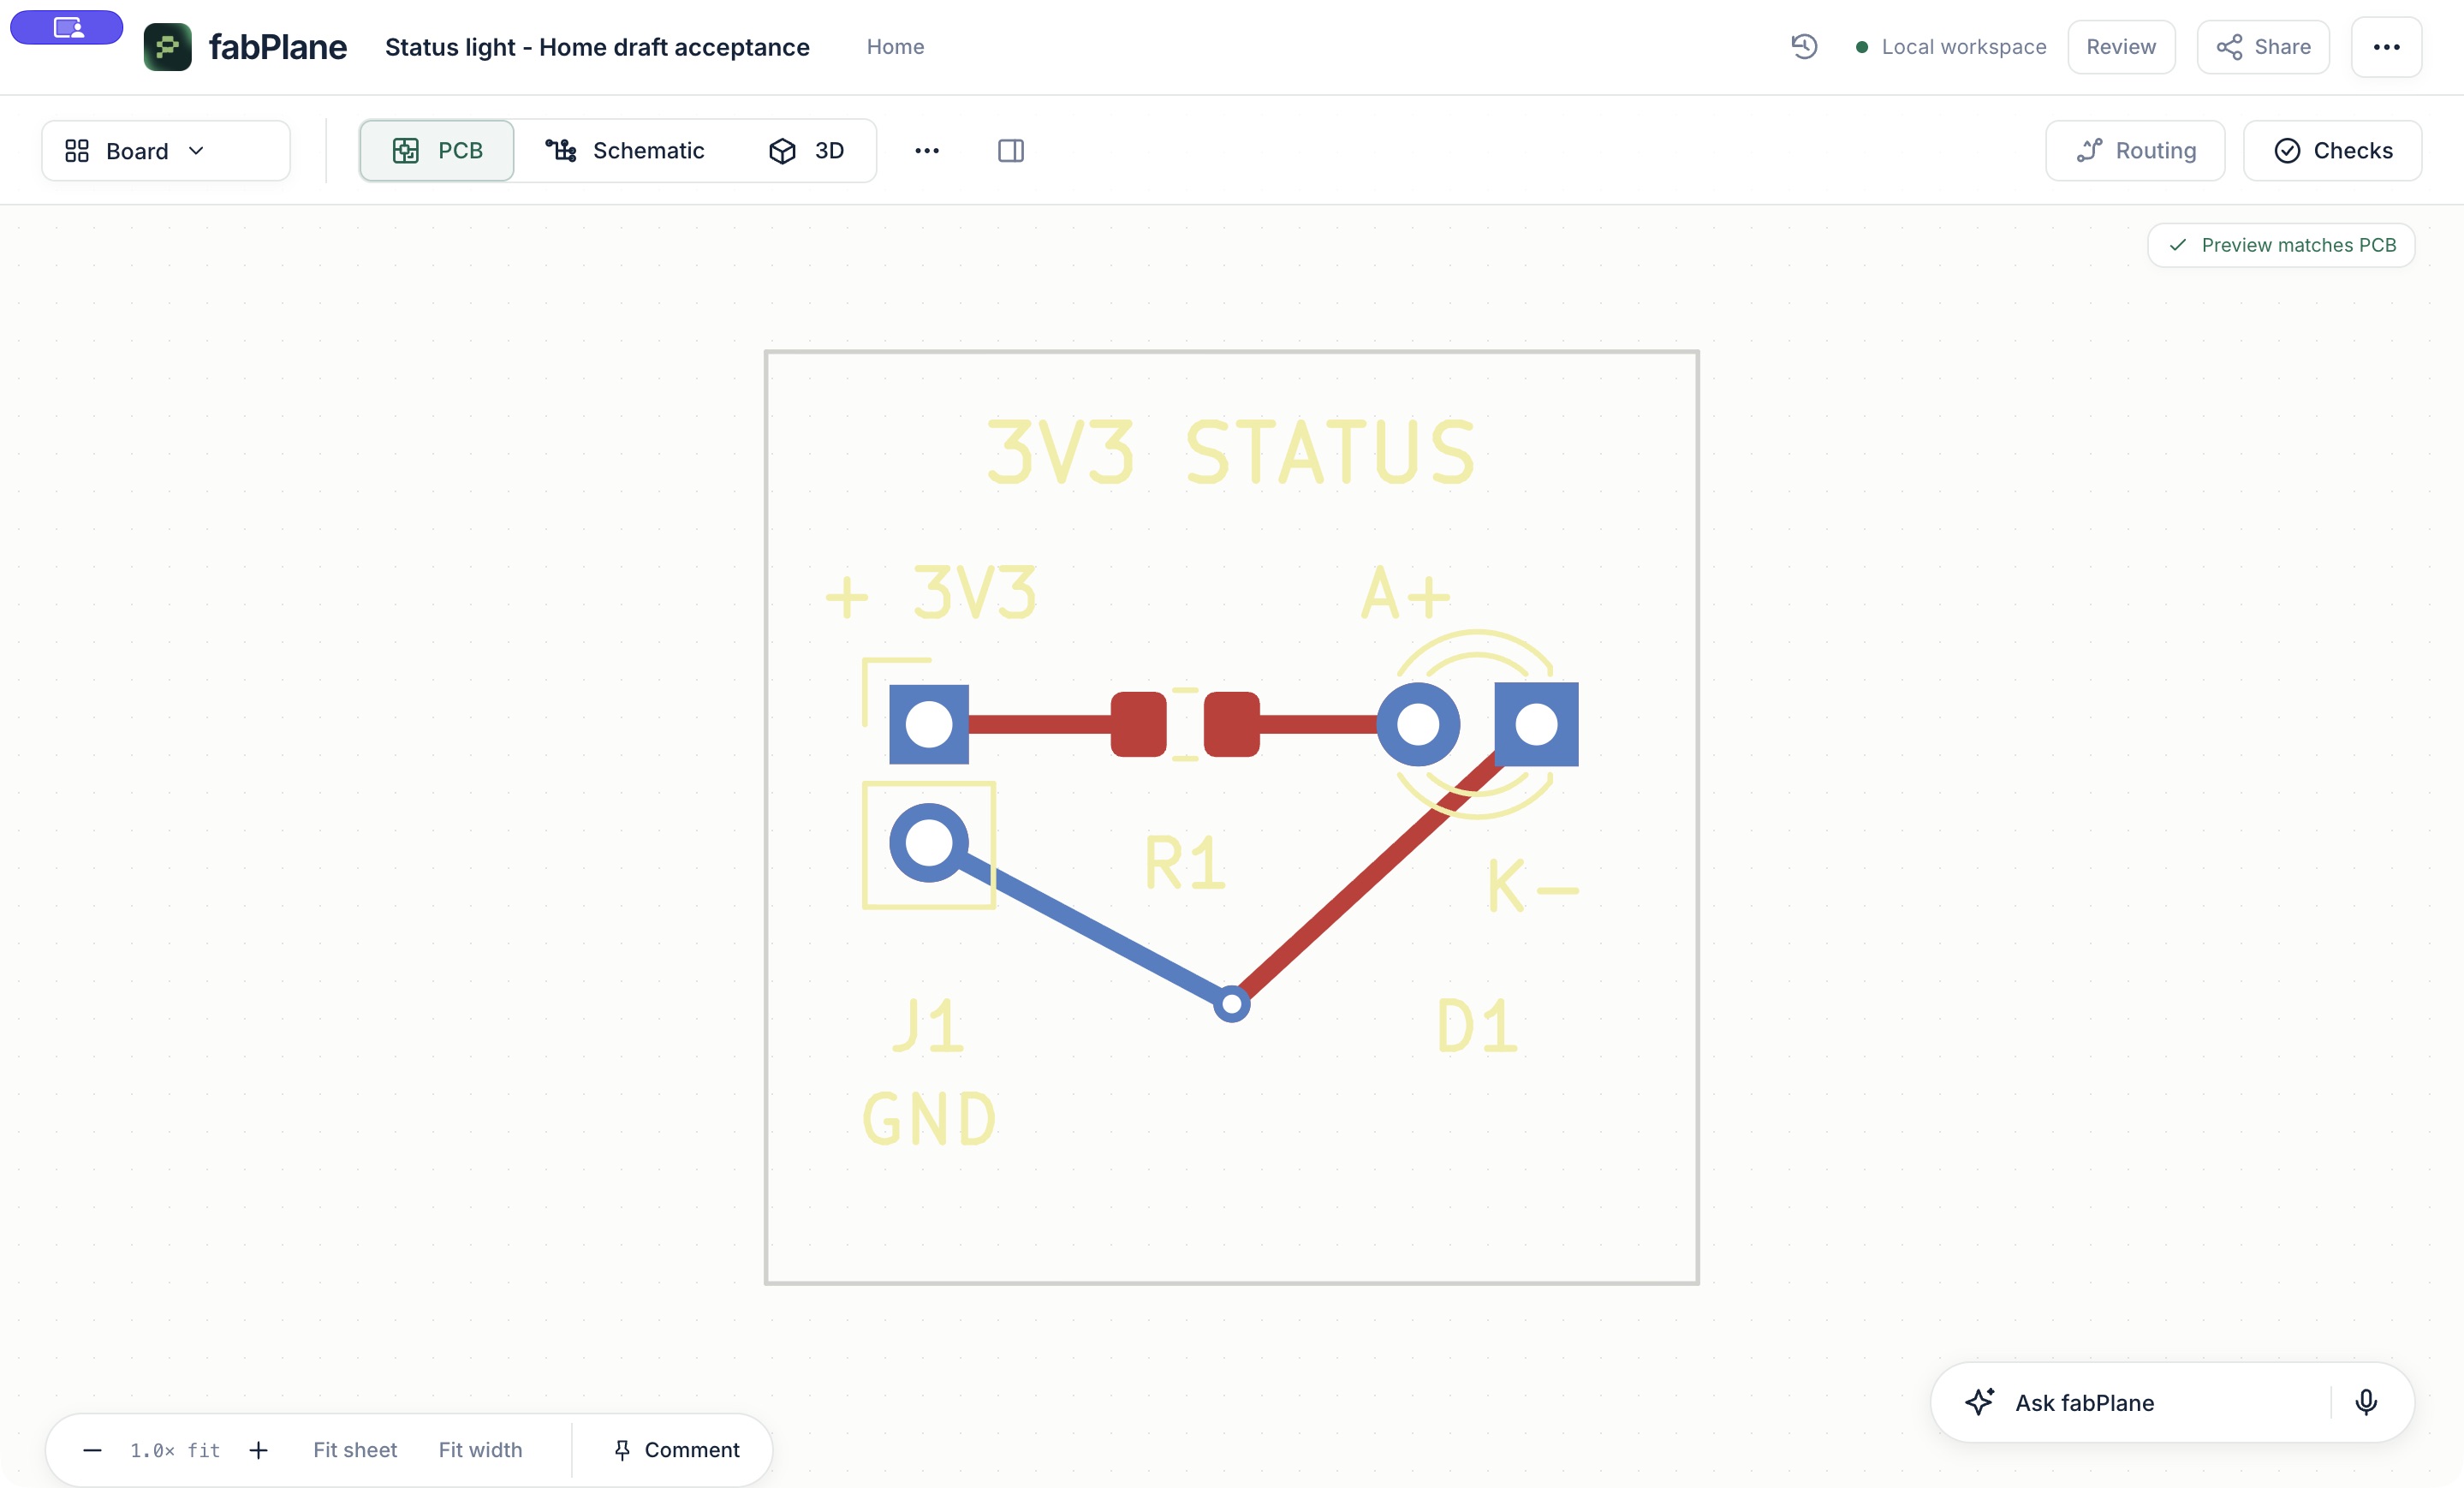 fabPlane Status light - Home draft acceptance Home Local workspace Review Share
Board PCB Schematic 3D Routing Checks
Preview matches PCB
3V3 STATUS
+ 3V3 A+
R1
K-
J1 D1
GND
Ask fabPlane
1.0× fit Fit sheet Fit width Comment